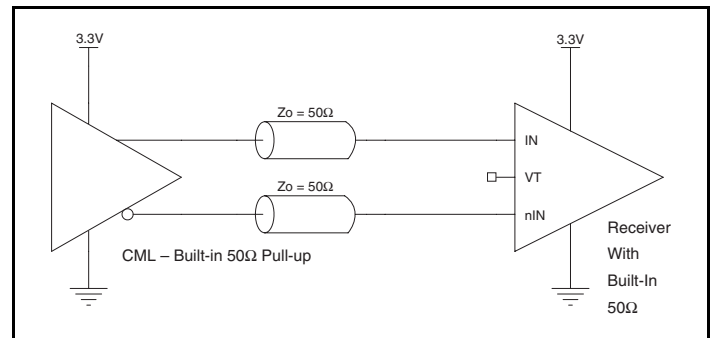 3.3V
3.3V
Zo = 50Ω
IN
VT
Zo = 50Ω
nIN
CML – Built-in 50Ω Pull-up
Receiver
With
Built-In
50Ω